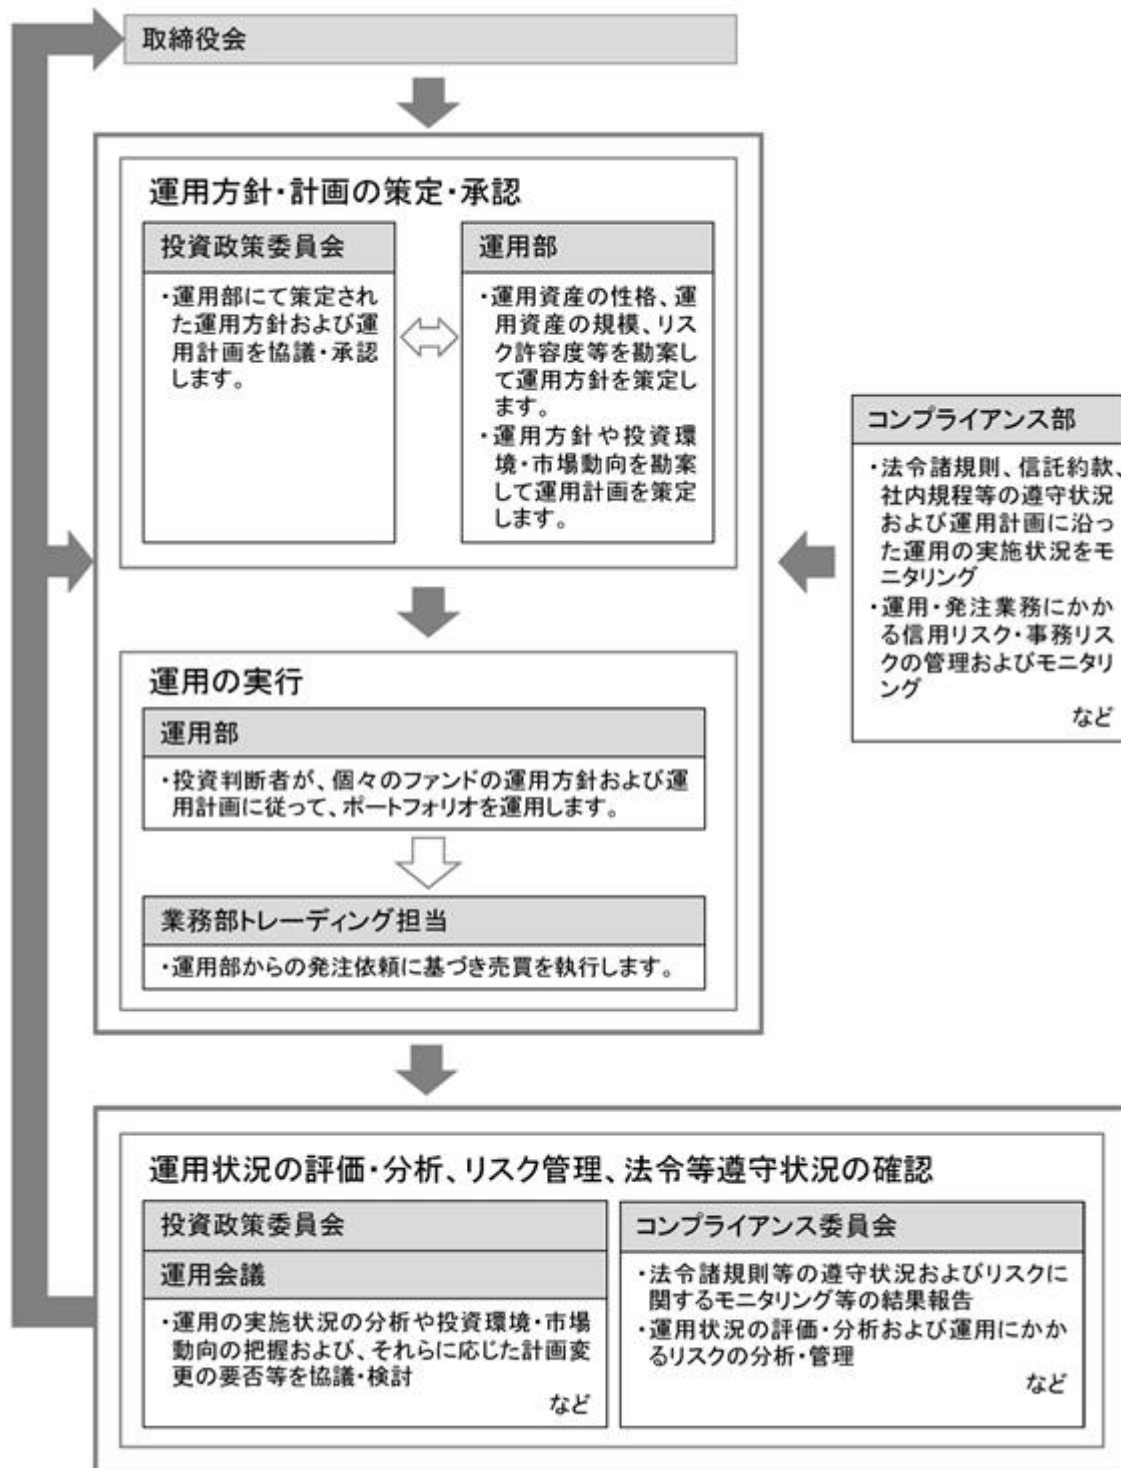 取締役会
運用方針・計画の策定・承認
投資政策委員会
・運用部にて策定され
た運用方針および運
用計画を協議・承認
します。
運用部
・運用資産の性格、運
用資産の規模、リス
ク許容度等を勘案し
て運用方針を策定し
ます。
・運用方針や投資環
境・市場動向を勘案
して運用計画を策定
します。
コンプライアンス部
・法令諸規則、信託約款、
社内規程等の遵守状況
および運用計画に沿っ
た運用の実施状況をモ
ニタリング
・運用・発注業務にかか
る信用リスク・事務リス
クの管理およびモニタリ
ング
など
運用の実行
運用部
・投資判断者が、個々のファンドの運用方針および運
用計画に従って、ポートフォリオを運用します。
業務部トレーディング担当
・運用部からの発注依頼に基づき売買を執行します。
運用状況の評価・分析、リスク管理、法令等遵守状況の確認
投資政策委員会
運用会議
・運用の実施状況の分析や投資環境・市場
動向の把握および、それらに応じた計画変
更の要否等を協議・検討
など
コンプライアンス委員会
・法令諸規則等の遵守状況およびリスクに
関するモニタリング等の結果報告
・運用状況の評価・分析および運用にかか
るリスクの分析・管理
など